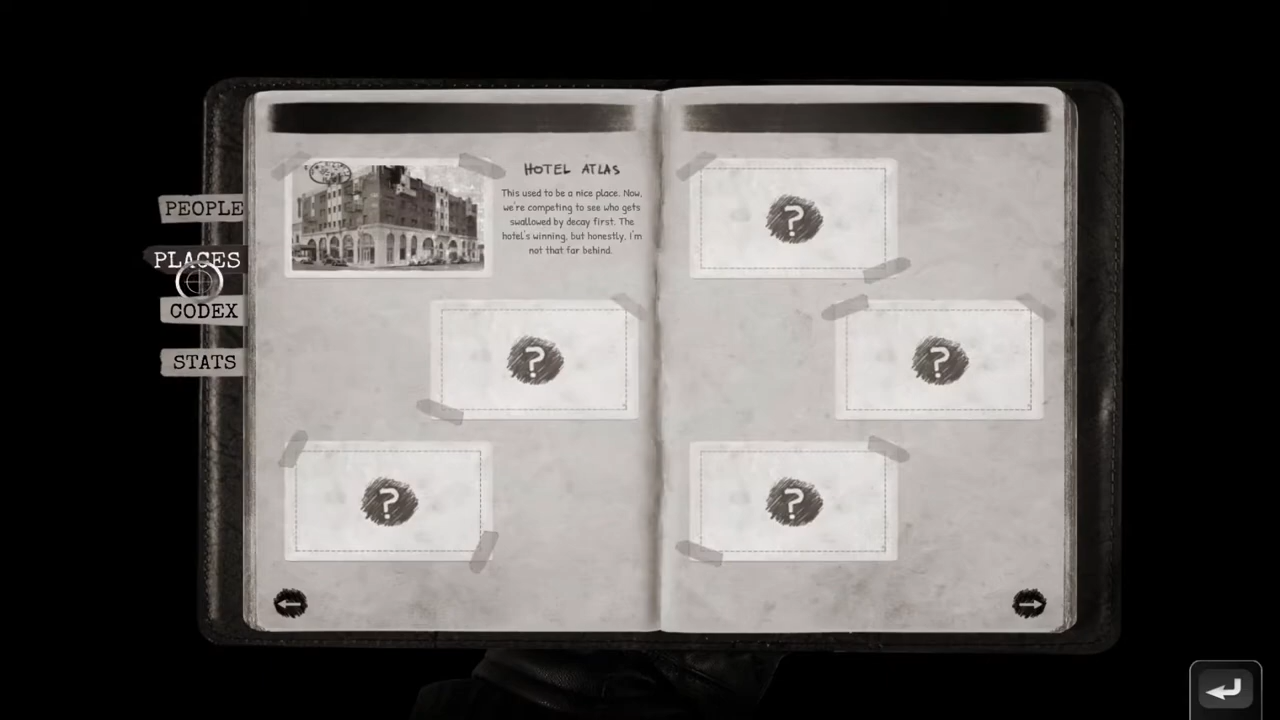 PEOPLE
PLACES
CODEX
STATS
HOTEL ATLAS
This used to be a nice place. Now,
we're competing to see who gets
swallowed by decay first. The
hotel's winning, but honestly, I'm
not that far behind.
?
?
?
?
?